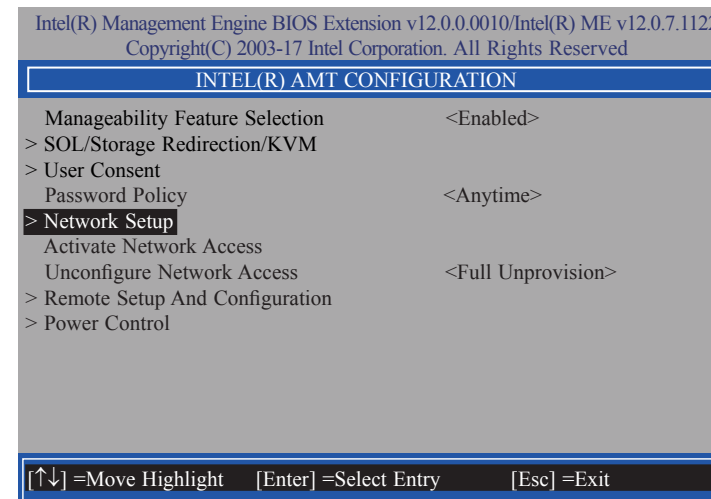 Intel(R) Management Engine BIOS Extension v12.0.0.0010/Intel(R) ME v12.0.7.1122
Copyright(C) 2003-17 Intel Corporation. All Rights Reserved
INTEL(R) AMT CONFIGURATION
Manageability Feature Selection <Enabled>
> SOL/Storage Redirection/KVM
> User Consent
Password Policy <Anytime>
> Network Setup
Activate Network Access
Unconfigure Network Access <Full Unprovision>
> Remote Setup And Configuration
> Power Control
[↑↓] =Move Highlight [Enter] =Select Entry [Esc] =Exit